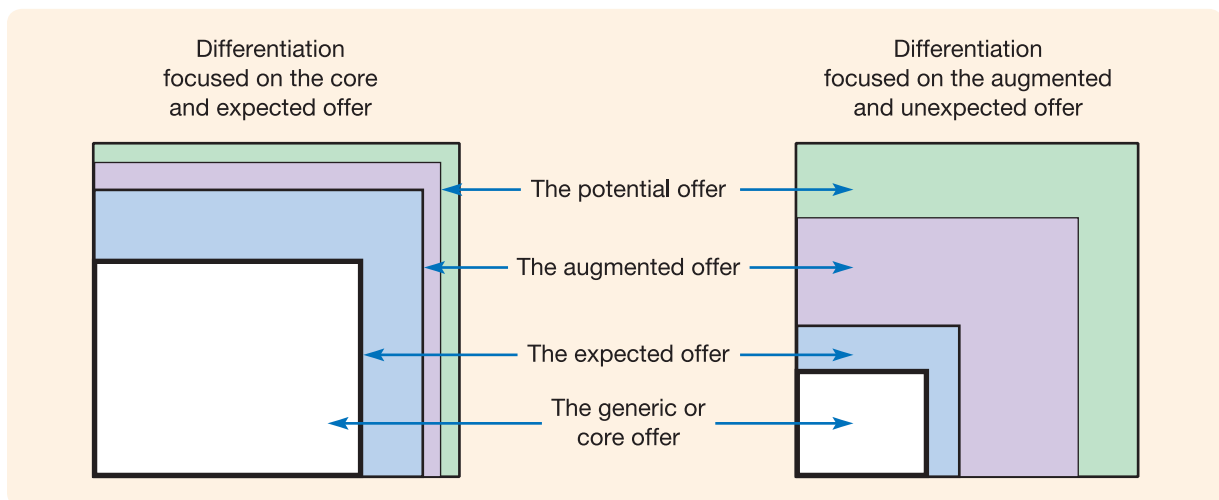 Differentiation
focused on the core
and expected offer
Differentiation
focused on the augmented
and unexpected offer
The potential offer
The augmented offer
The expected offer
The generic or
core offer